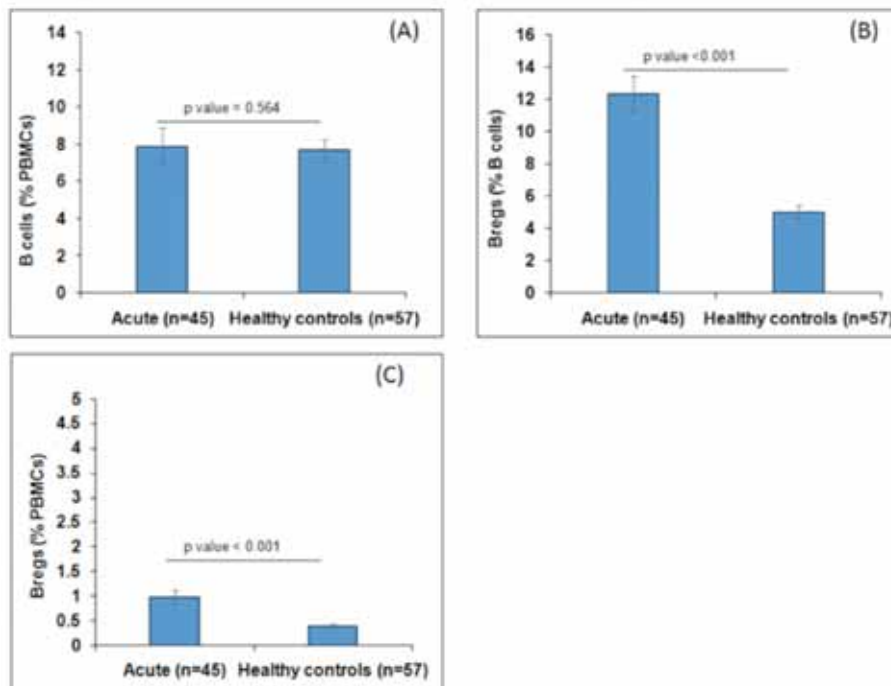 (A)
B cells (% PBMCs)
14
12
10
8
6
4
2
0
p value = 0.564
Acute (n=45) Healthy controls (n=57)
(B)
Bregs (% B cells)
16
14
12
10
8
6
4
2
0
p value <0.001
Acute (n=45) Healthy controls (n=57)
(C)
Bregs (% PBMCs)
5
4.5
4
3.5
3
2.5
2
1.5
1
0.5
0
p value < 0.001
Acute (n=45) Healthy controls (n=57)